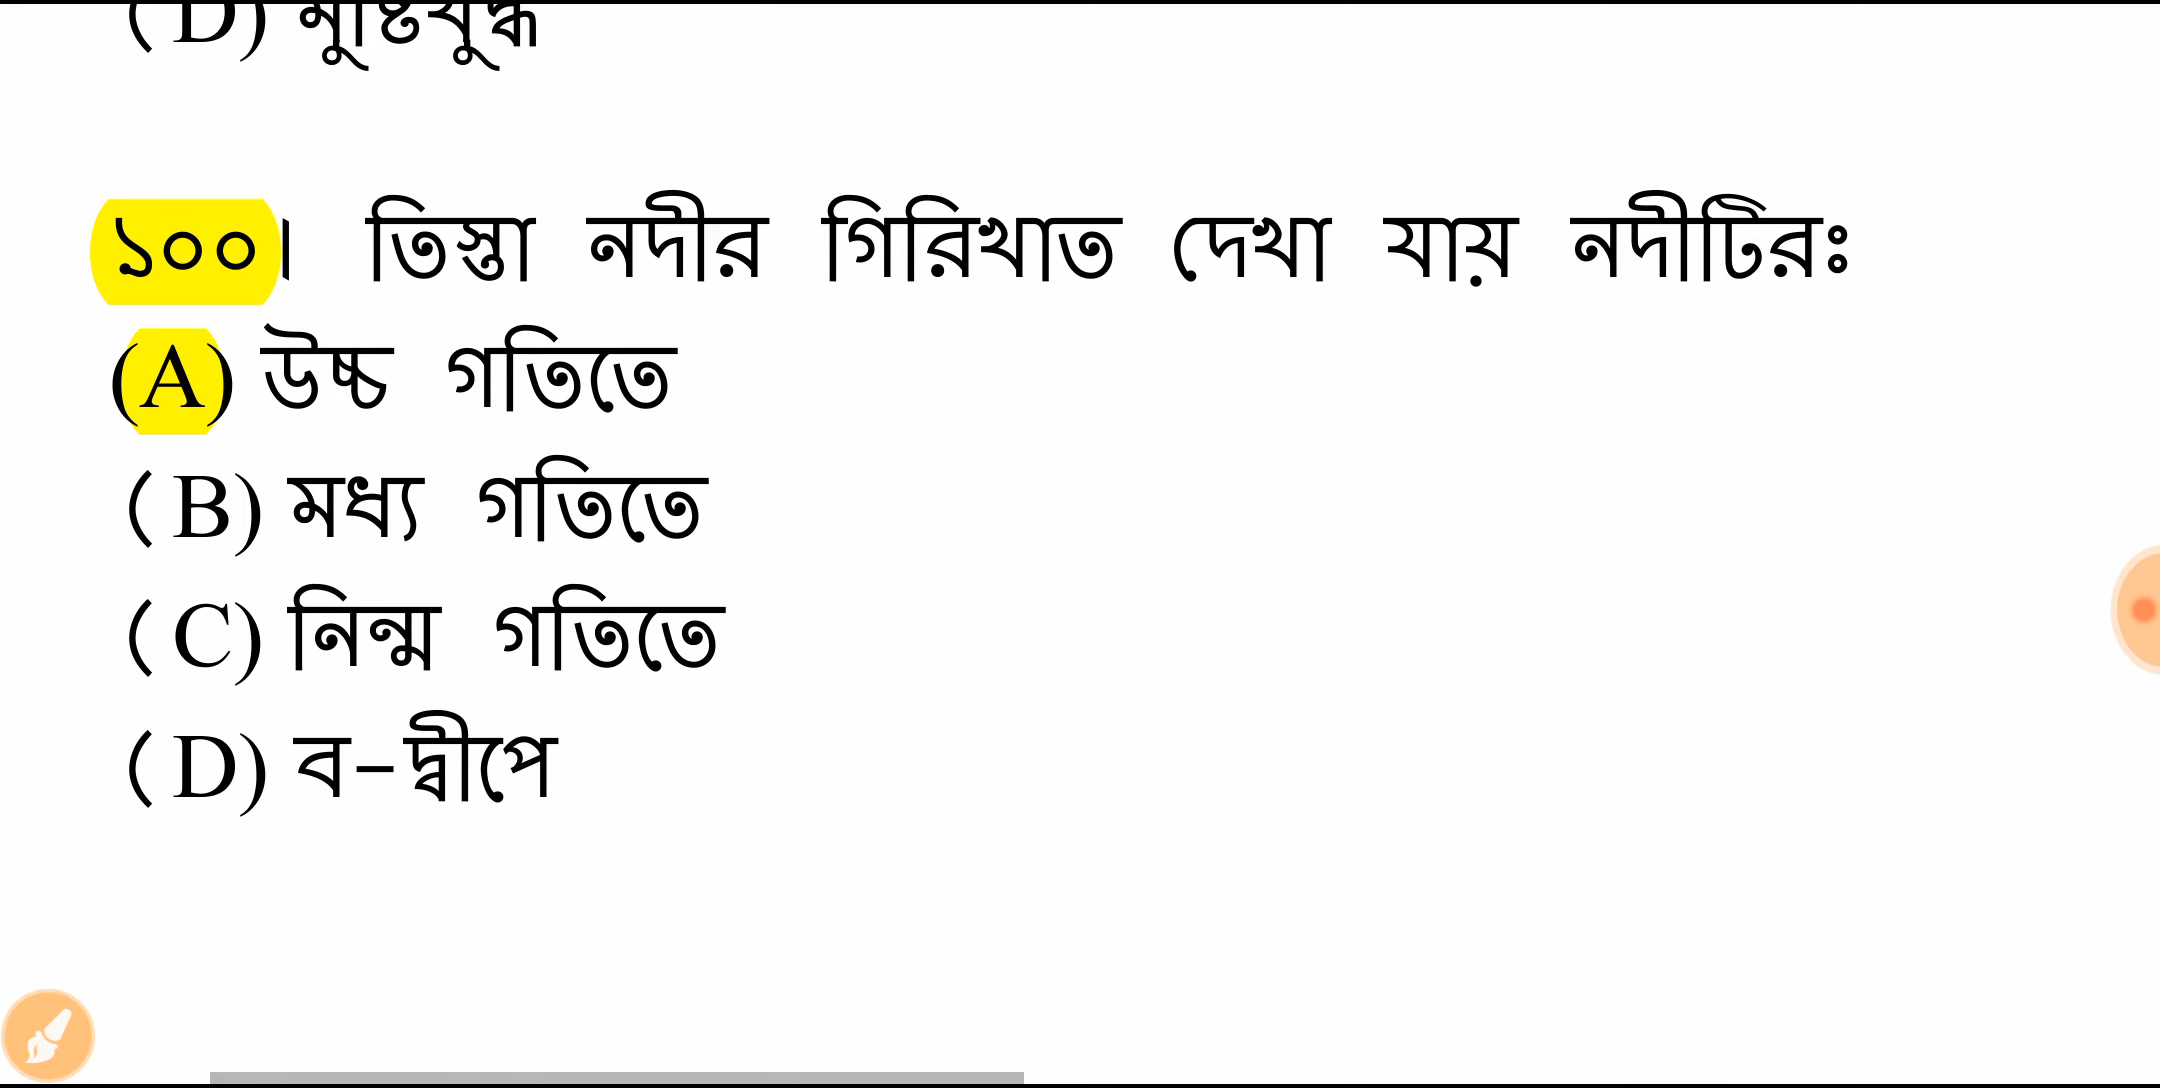 (D) মুষ্টিযুদ্ধ
১০০। তিস্তা নদীর গিরিখাত দেখা যায় নদীটিরঃ
(A) উচ্চ গতিতে
(B) মধ্য গতিতে
(C) নিন্ম গতিতে
(D) ব-দ্বীপে